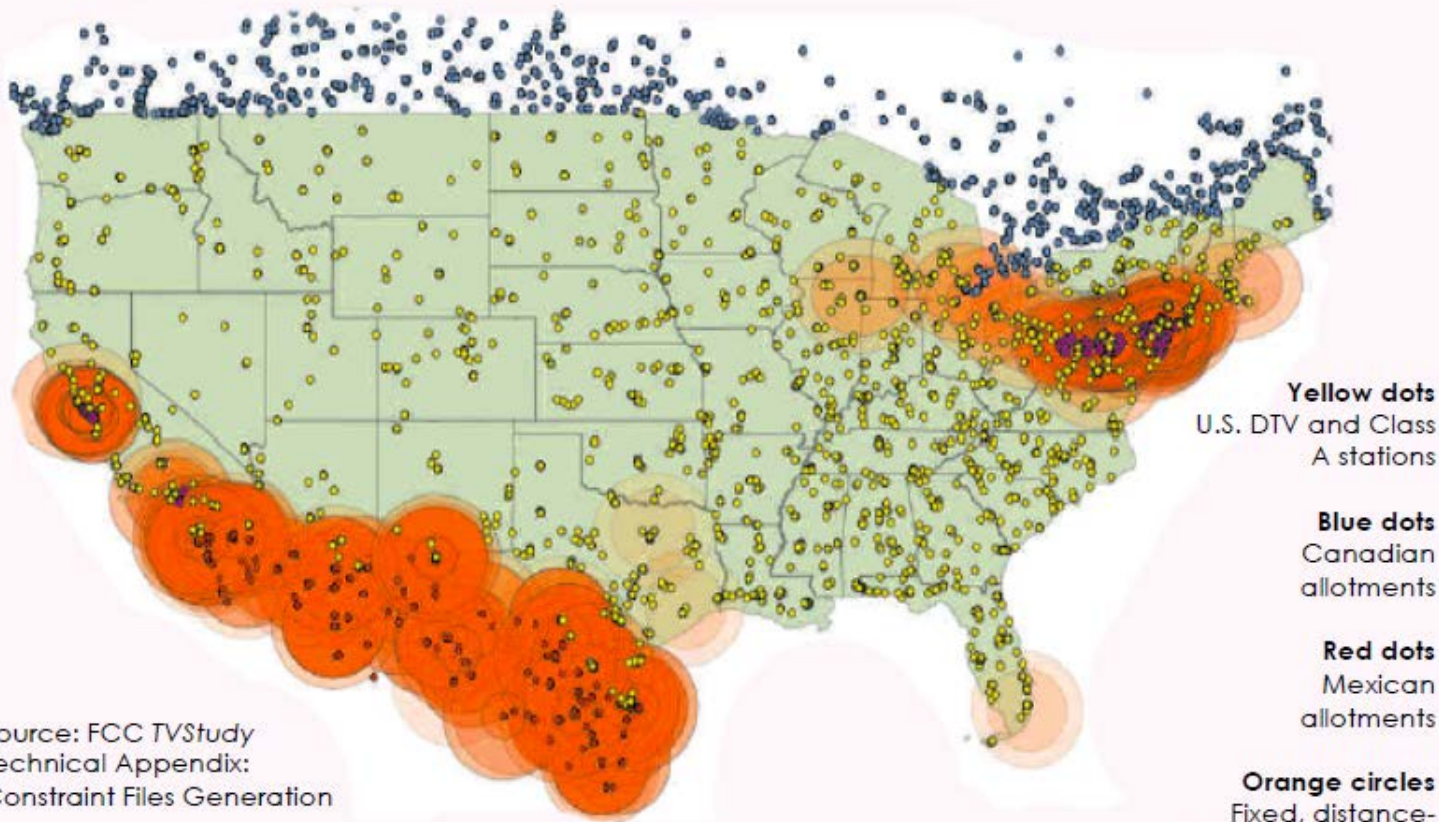 Yellow dots
U.S. DTV and Class
A stations
Blue dots
Canadian
allotments
Red dots
Mexican
allotments
Orange circles
Fixed, distance-
ource: FCC TVStudy
echnical Appendix:
Constraint Files Generation